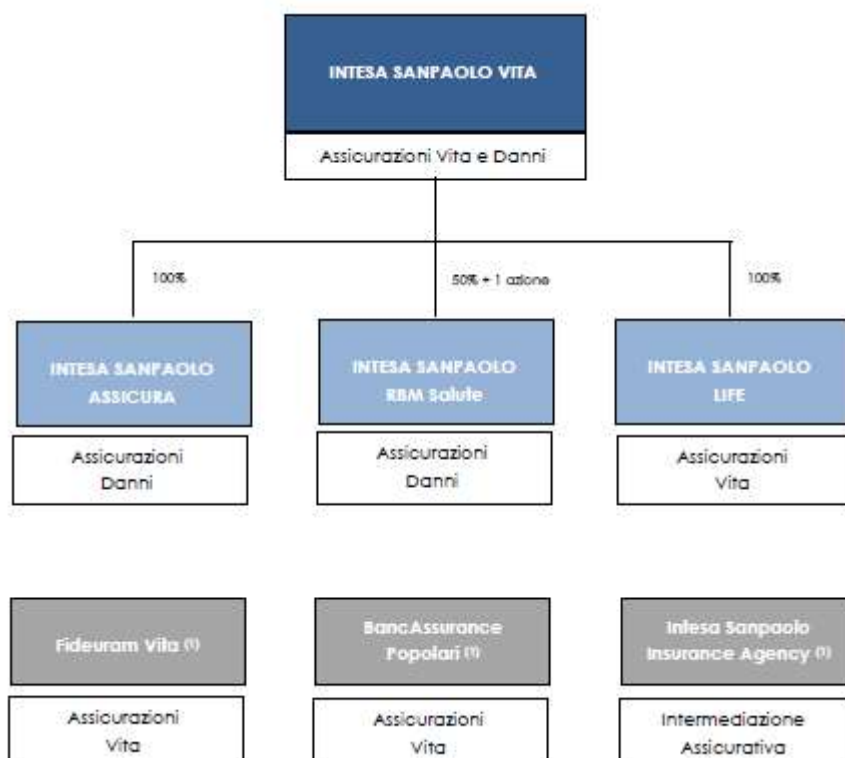 INTESA SANPAOLO VITA
Assicurazioni Vita e Danni
100%
50% + 1 azione
100%
INTESA SANPAOLO
ASSICURA
INTESA SANPAOLO
RBM Salute
INTESA SANPAOLO
LIFE
Assicurazioni
Danni
Assicurazioni
Danni
Assicurazioni
Vita
Fideuram Vita (1)
BancAssurance
Popolari (1)
Intesa Sanpaolo
Insurance Agency (1)
Assicurazioni
Vita
Assicurazioni
Vita
Intermediazione
Assicurativa